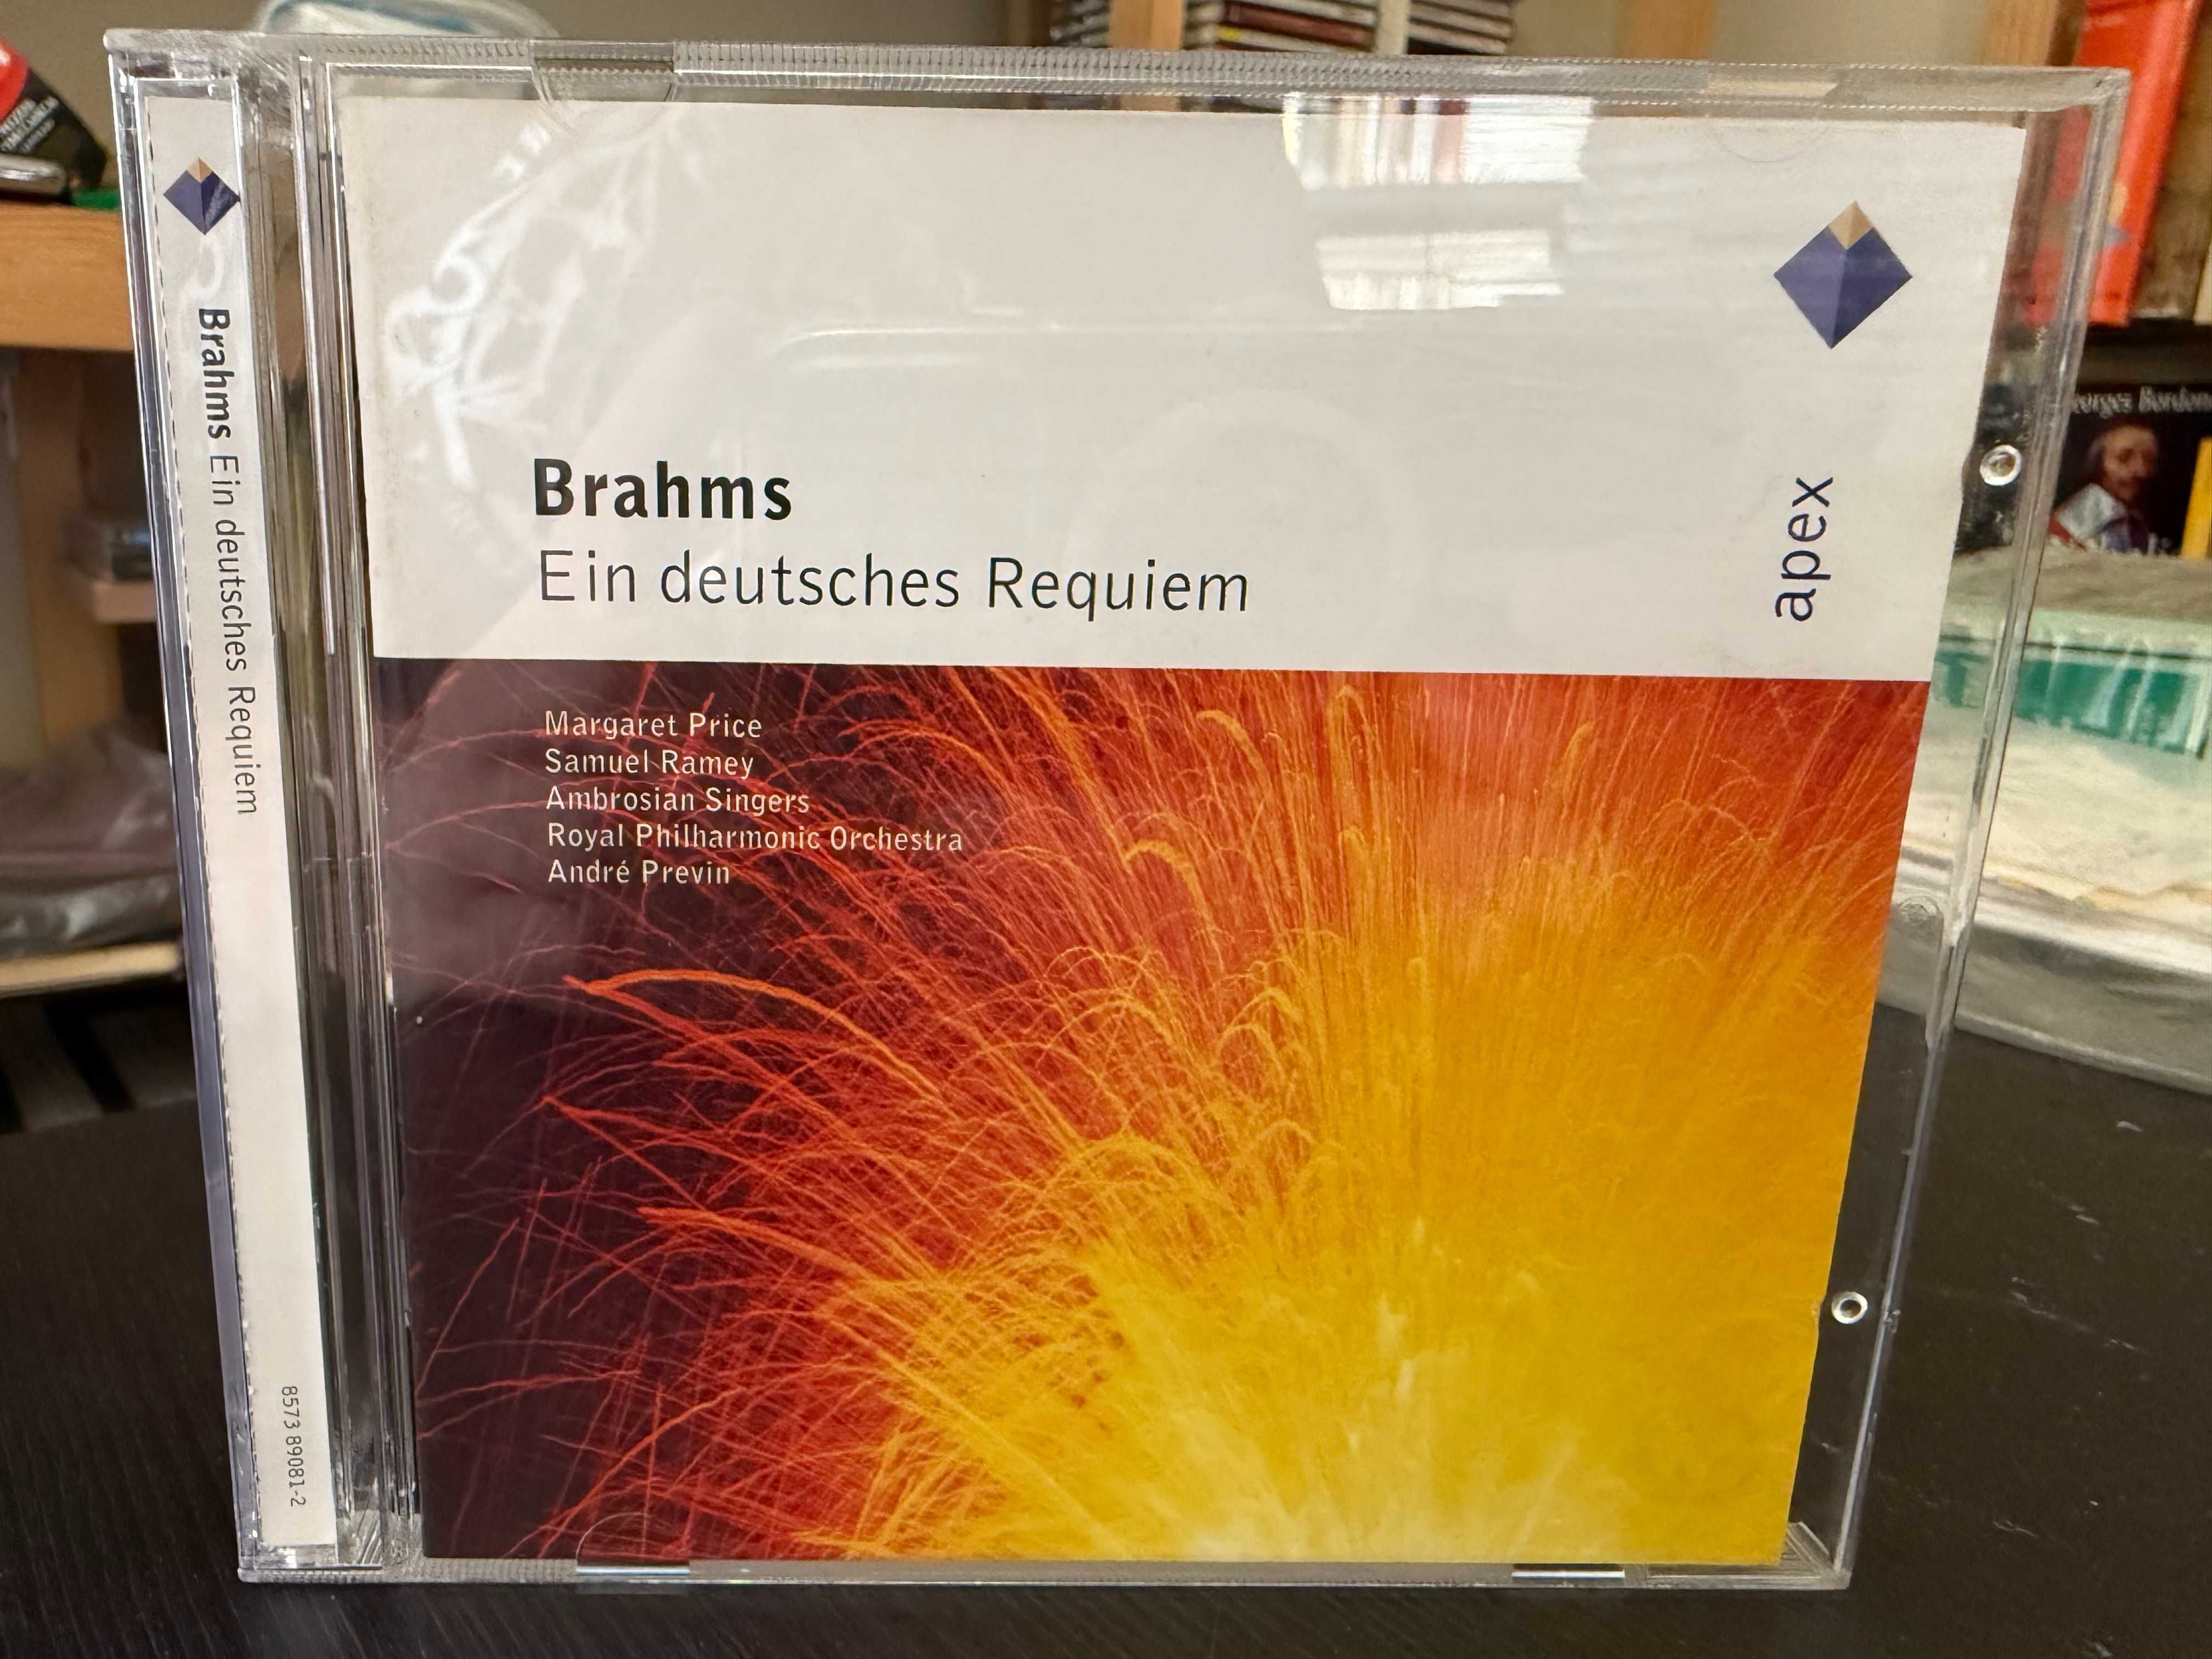 Brahms Ein deutsches Requiem
8573 89081-2
Brahms
Ein deutsches Requiem
apex
Margaret Price
Samuel Ramey
Ambrosian Singers
Royal Philharmonic Orchestra
André Previn